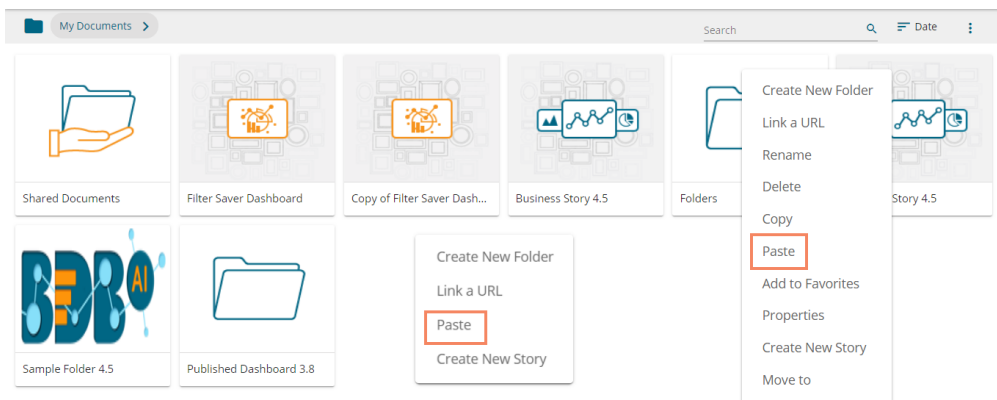 My Documents
Search
Date
Shared Documents
Filter Saver Dashboard
Copy of Filter Saver Dash...
Business Story 4.5
Folders
Story 4.5
Create New Folder
Link a URL
Rename
Delete
Copy
Paste
Add to Favorites
Properties
Create New Story
Move to
BDB
AI
Sample Folder 4.5
Published Dashboard 3.8
Create New Folder
Link a URL
Paste
Create New Story